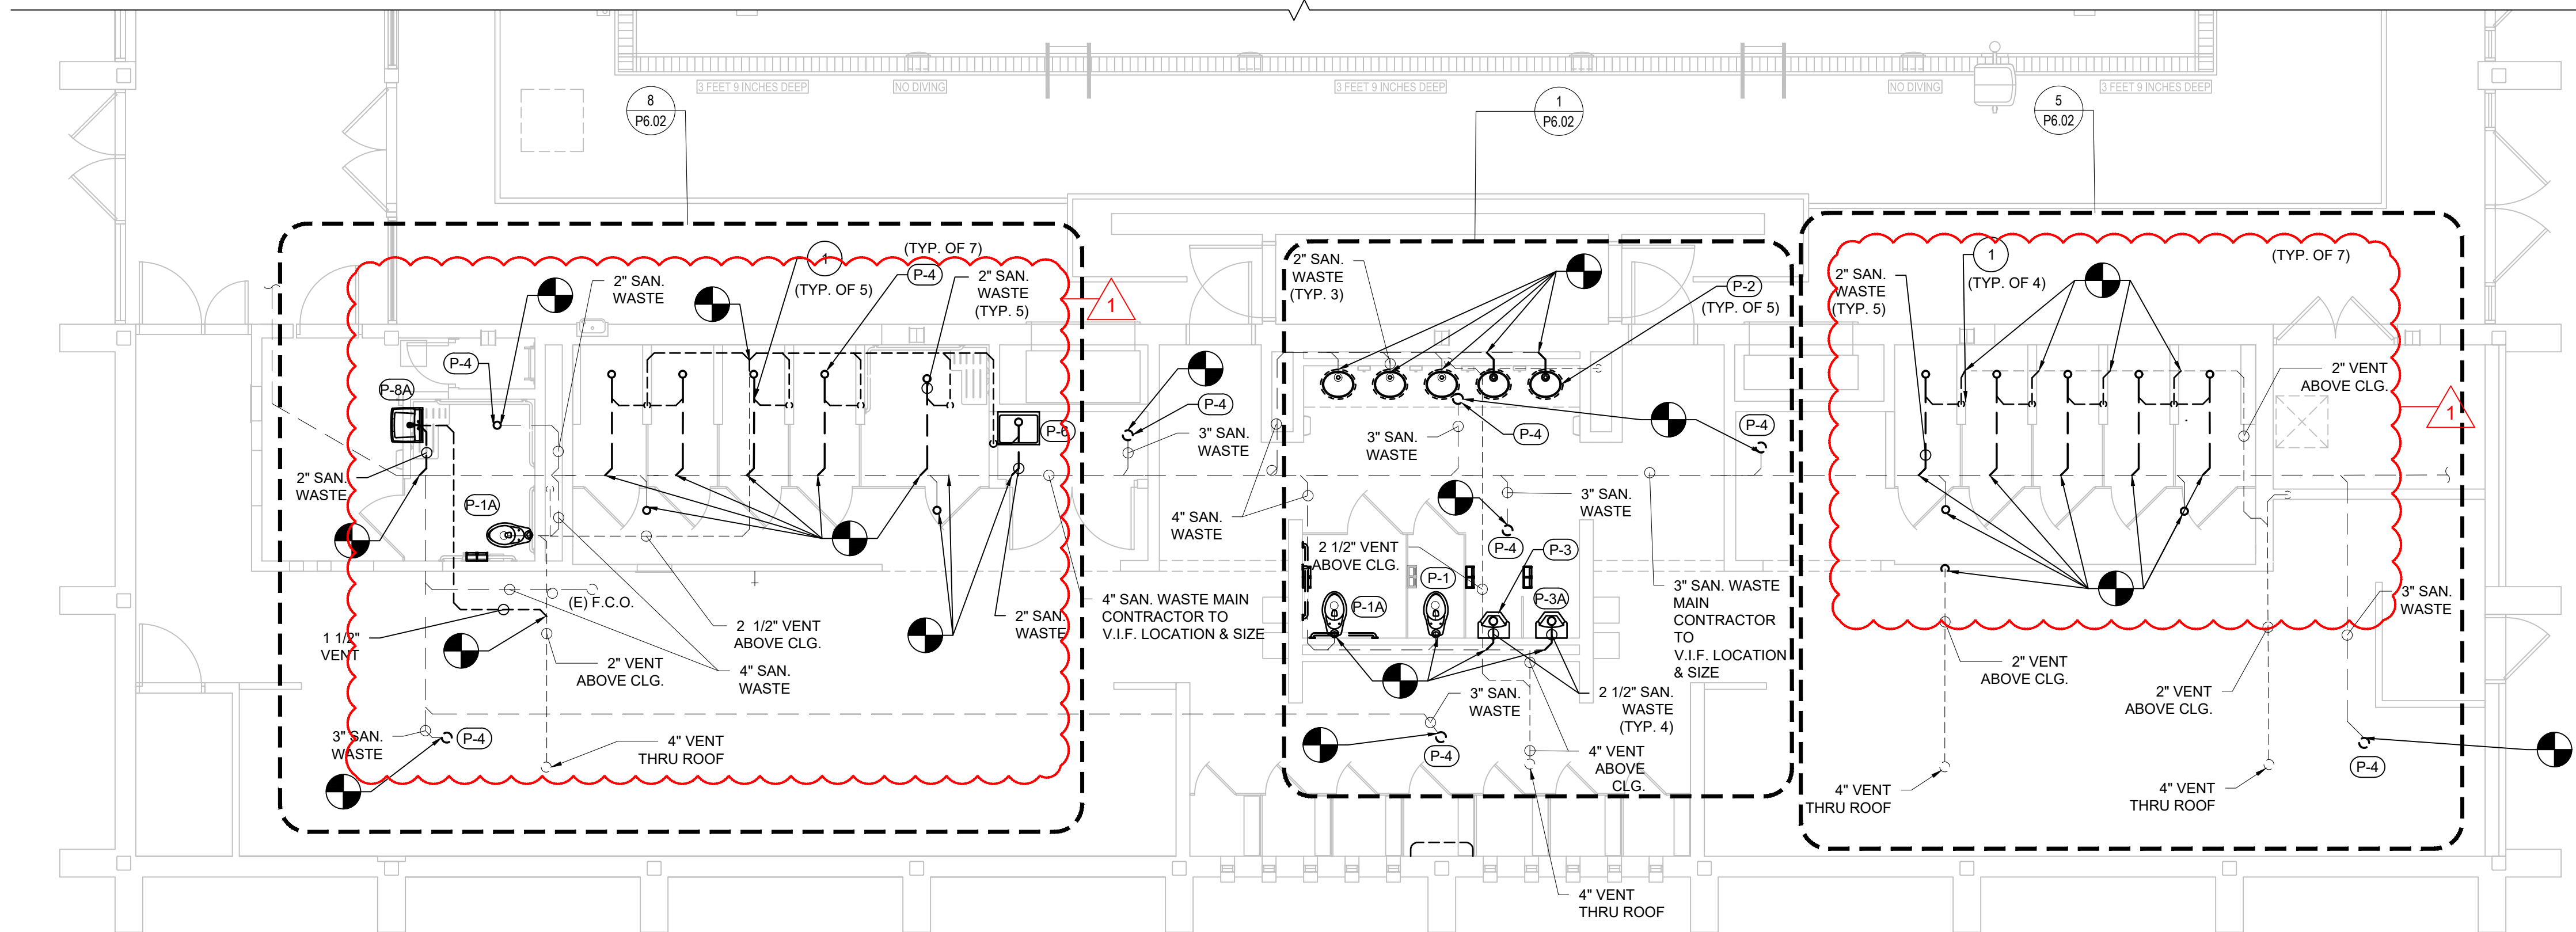 3 FEET 9 INCHES DEEP
NO DIVING
3 FEET 9 INCHES DEEP
NO DIVING
3 FEET 9 INCHES DEEP
8
P6.02
1
P6.02
5
P6.02
(TYP. OF 7)
1
(TYP. OF 5)
P-4
2" SAN.
WASTE
2" SAN.
WASTE
(TYP. 5)
1
P-4
P-8A
P-6
2" SAN.
WASTE
P-1A
(E) F.C.O.
1 1/2"
VENT
2 1/2" VENT
ABOVE CLG.
2" VENT
ABOVE CLG.
4" SAN.
WASTE
2" SAN.
WASTE
4" SAN. WASTE MAIN
CONTRACTOR TO
V.I.F. LOCATION & SIZE
3" SAN.
WASTE
P-4
4" VENT
THRU ROOF
P-4
3" SAN.
WASTE
2" SAN.
WASTE
(TYP. 3)
P-2
(TYP. OF 5)
P-4
P-4
3" SAN.
WASTE
4" SAN.
WASTE
3" SAN.
WASTE
P-4
2 1/2" VENT
ABOVE CLG.
P-3
P-1
P-1A
P-3A
3" SAN. WASTE
MAIN
CONTRACTOR
TO
V.I.F. LOCATION
& SIZE
3" SAN.
WASTE
2 1/2" SAN.
WASTE
(TYP. 4)
P-4
4" VENT
ABOVE
CLG.
4" VENT
THRU ROOF
2" SAN.
WASTE
(TYP. 5)
1
(TYP. OF 4)
(TYP. OF 7)
2" VENT
ABOVE CLG.
1
3" SAN.
WASTE
2" VENT
ABOVE CLG.
2" VENT
ABOVE CLG.
P-4
4" VENT
THRU ROOF
4" VENT
THRU ROOF